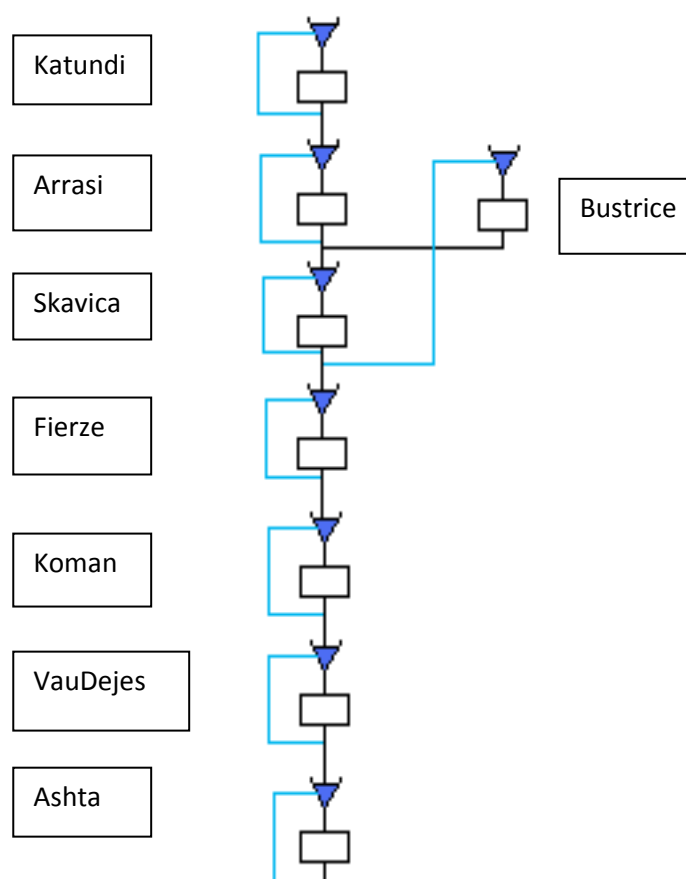 Katundi
Arrasi
Bustrice
Skavica
Fierze
Koman
VauDejes
Ashta